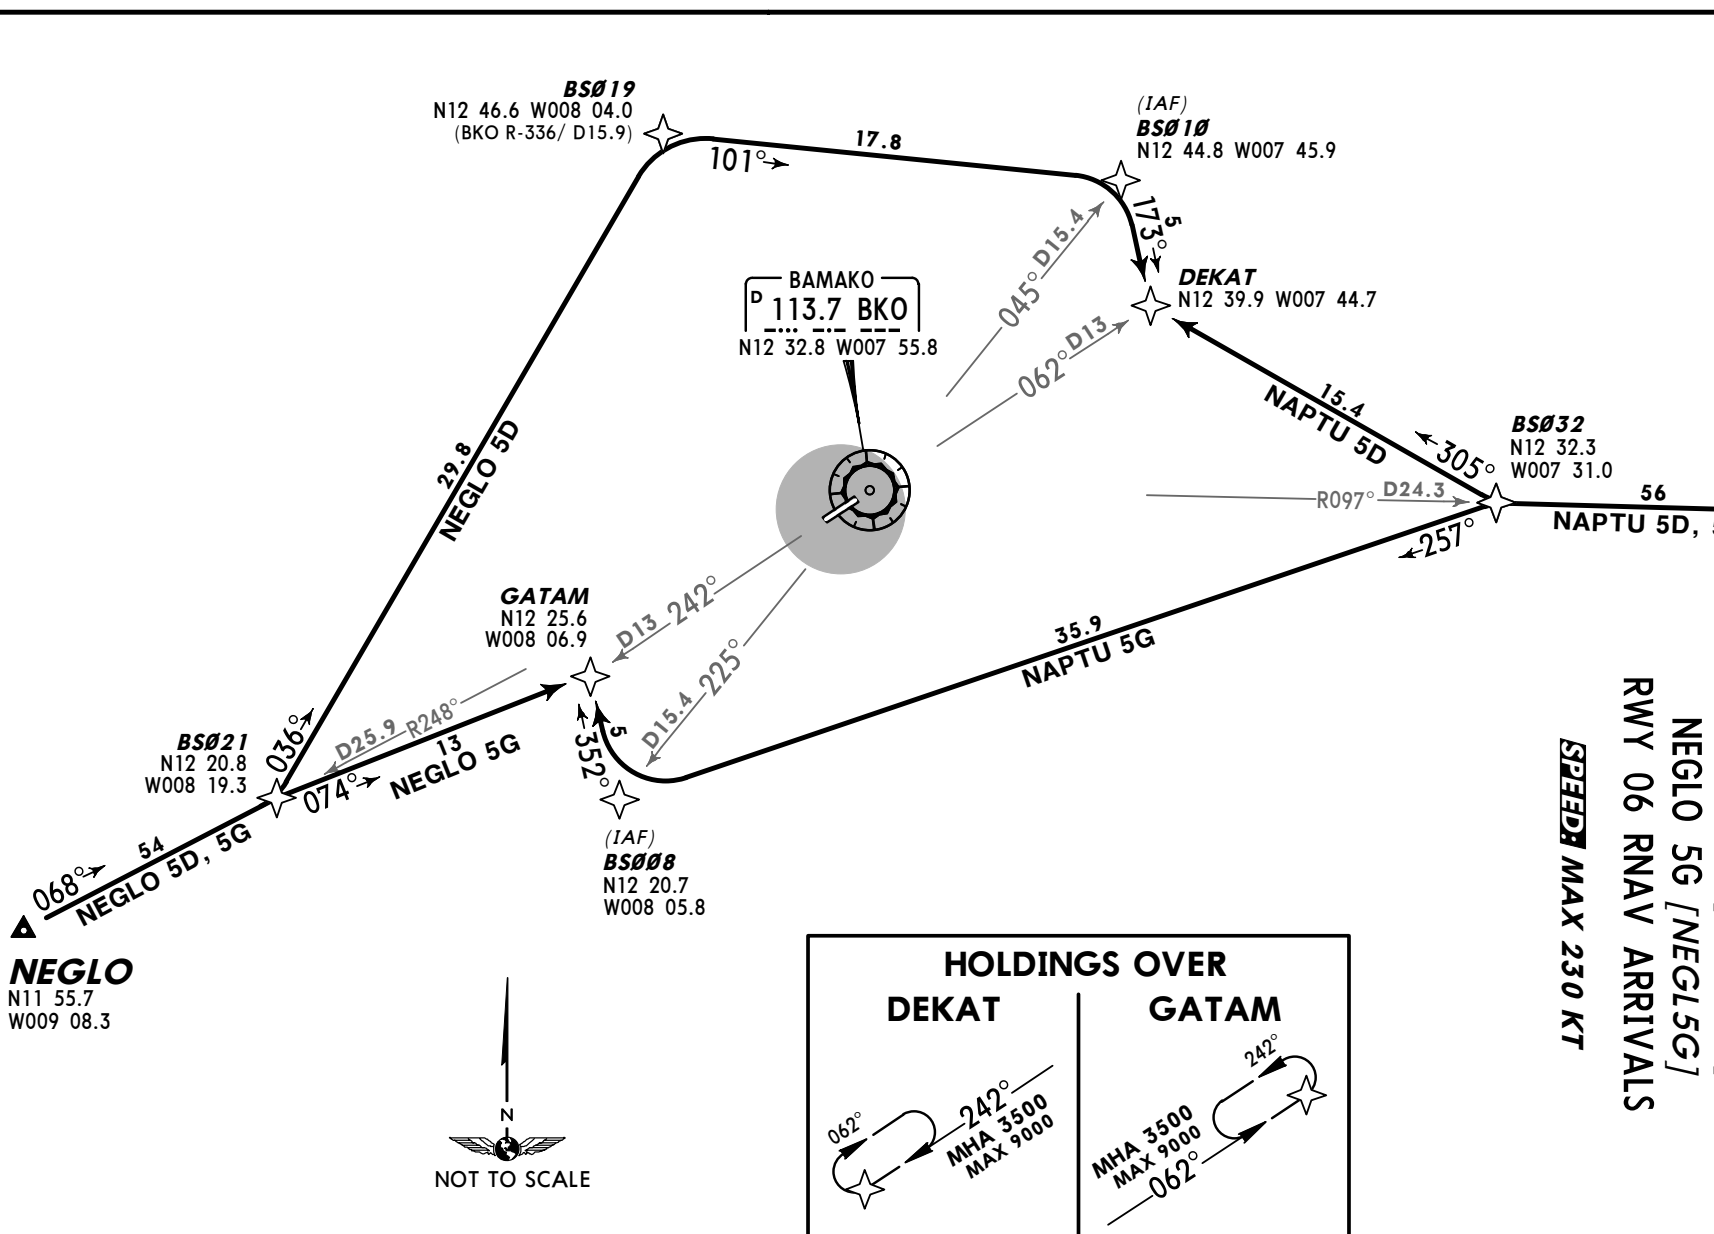 BSØ19
N12 46.6 W008 04.0
(BKO R-336/ D15.9)
101°
17.8
(IAF)
BSØ1Ø
N12 44.8 W007 45.9
173°
5
045° D15.4
062° D13
DEKAT
N12 39.9 W007 44.7
BAMAKO
D 113.7 BKO
N12 32.8 W007 55.8
29.8
NEGLO 5D
15.4
NAPTU 5D
305°
BSØ32
N12 32.3
W007 31.0
R097° D24.3
56
NAPTU 5D,
257°
35.9
NAPTU 5G
GATAM
N12 25.6
W008 06.9
D13 242°
D15.4 225°
D25.9 R248°
BSØ21
N12 20.8
W008 19.3
036°
074°
13
NEGLO 5G
5
352°
(IAF)
BSØØ8
N12 20.7
W008 05.8
068°
54
NEGLO 5D, 5G
NEGLO
N11 55.7
W009 08.3
N
NOT TO SCALE
HOLDINGS OVER
DEKAT
062°
242°
MHA 3500
MAX 9000
GATAM
242°
MHA 3500
MAX 9000
062°
NEGLO 5G [NEGL5G]
RWY 06 RNAV ARRIVALS
SPEED: MAX 230 KT